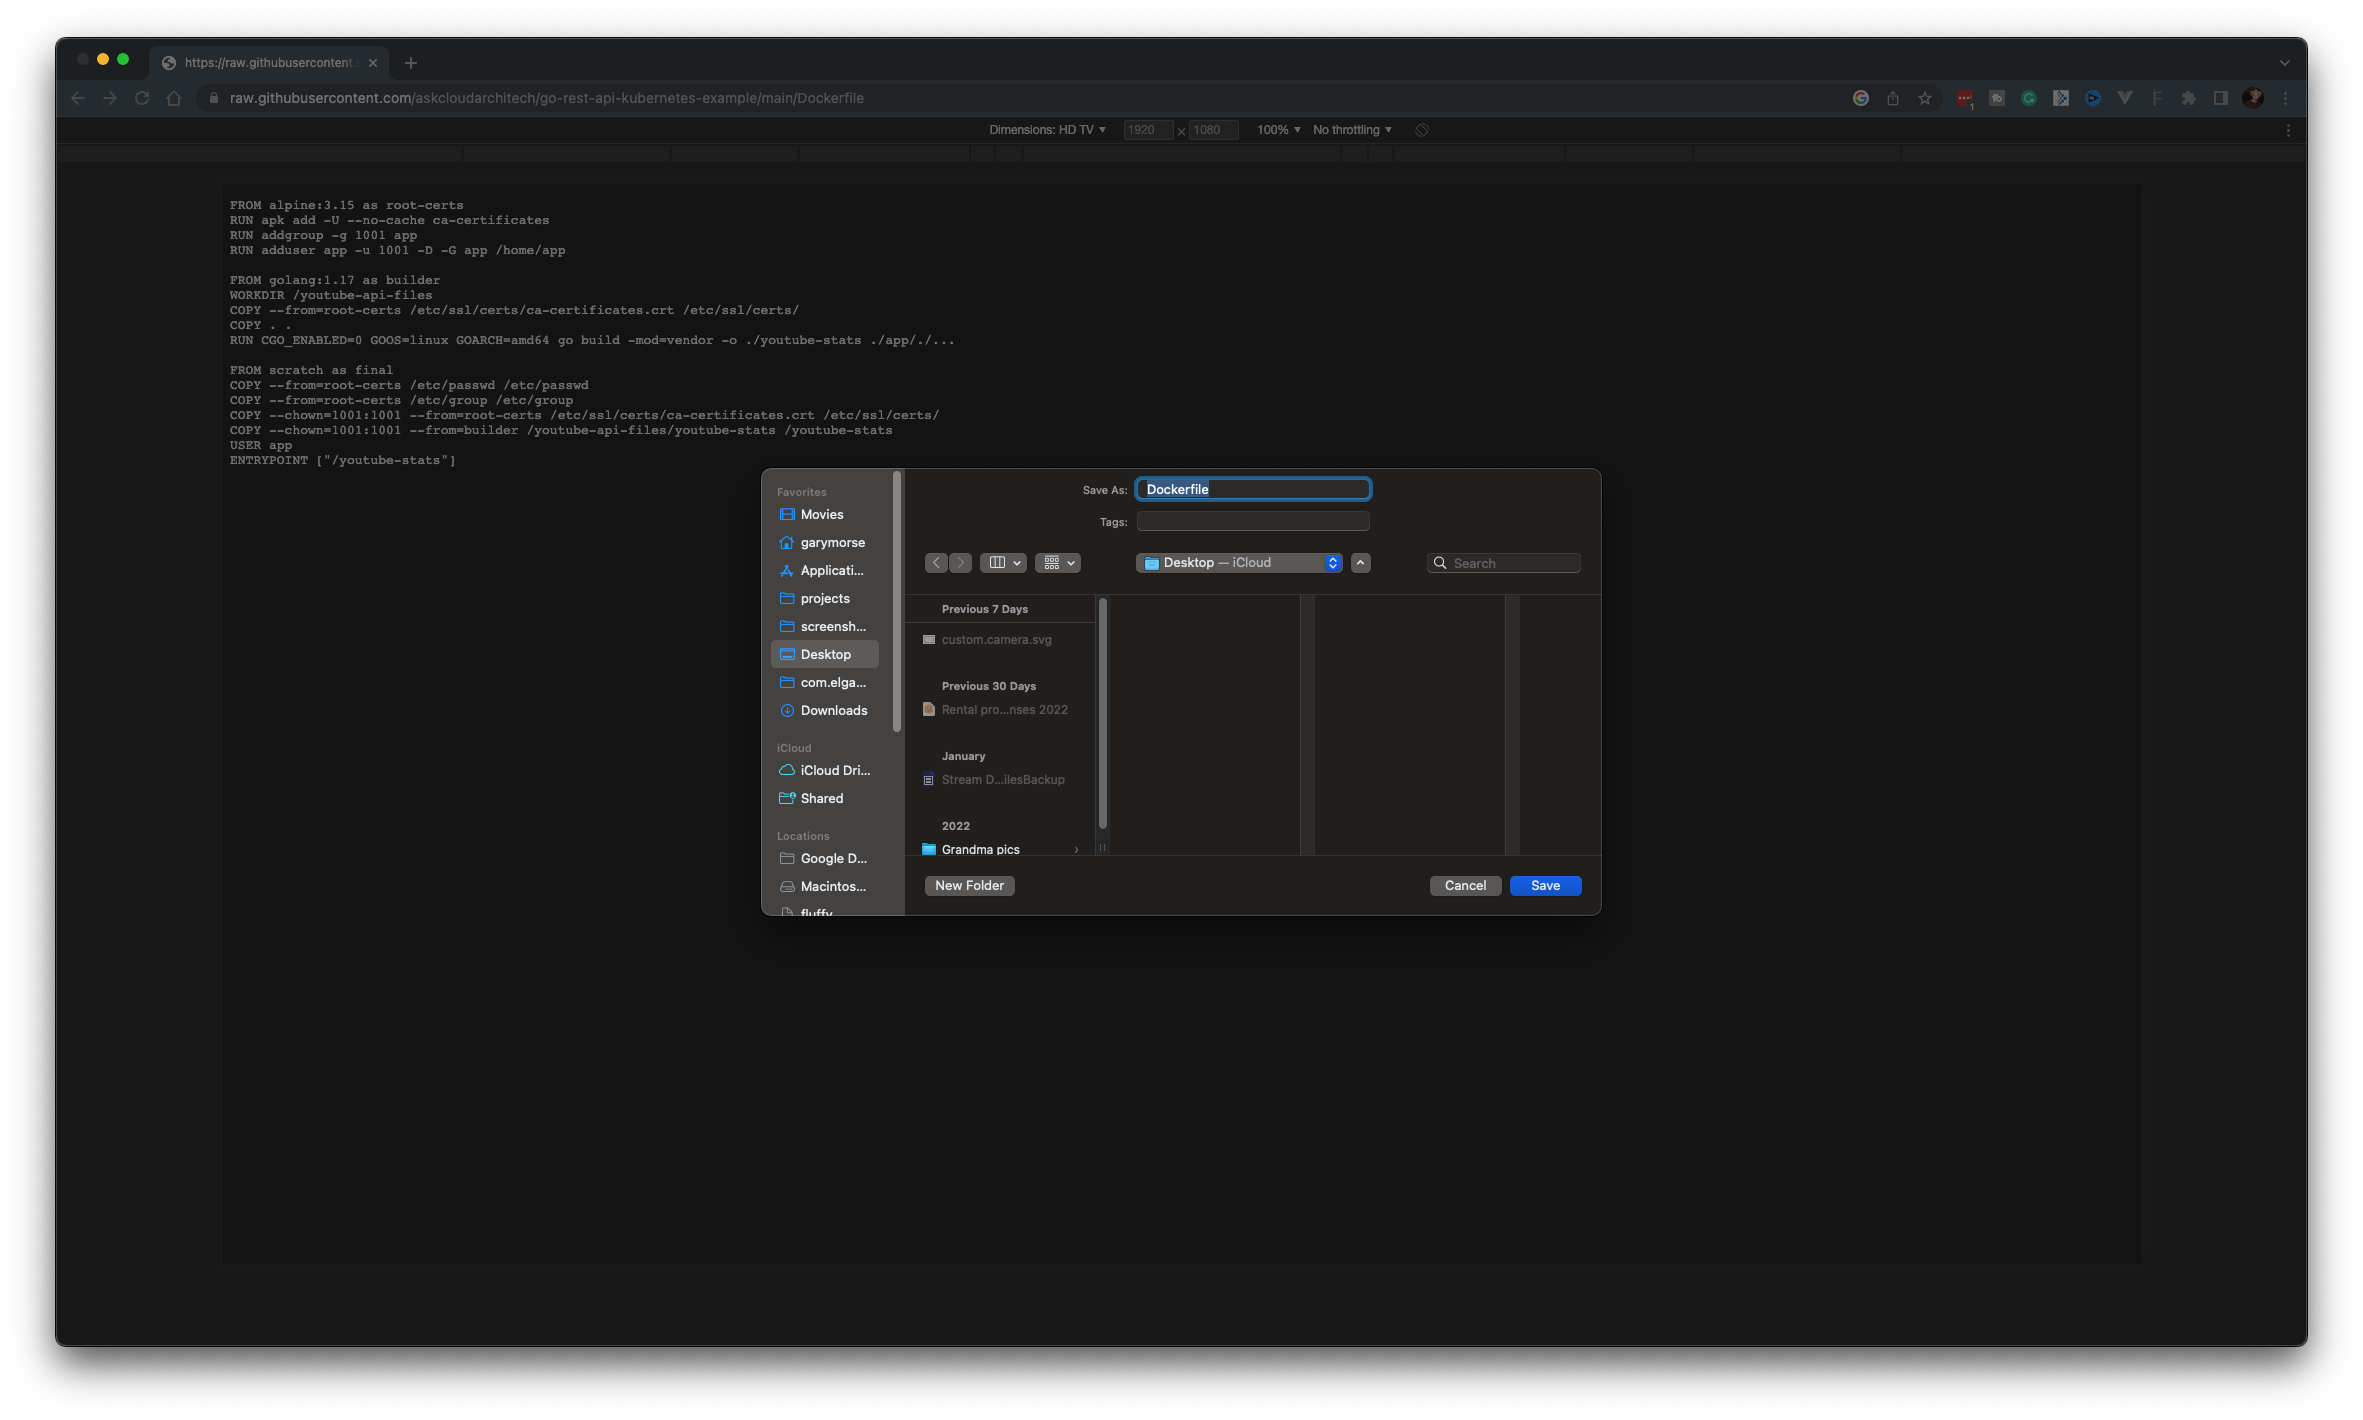 https://raw.githubusercontent.
raw.githubusercontent.com/askcloudarchitech/go-rest-api-kubernetes-example/main/Dockerfile
Dimensions: HD TV 1920 × 1080 100% No throttling
FROM alpine:3.15 as root-certs
RUN apk add -U --no-cache ca-certificates
RUN addgroup -g 1001 app
RUN adduser app -u 1001 -D -G app /home/app
FROM golang:1.17 as builder
WORKDIR /youtube-api-files
COPY --from=root-certs /etc/ssl/certs/ca-certificates.crt /etc/ssl/certs/
COPY . .
RUN CGO_ENABLED=0 GOOS=linux GOARCH=amd64 go build -mod=vendor -o ./youtube-stats ./app/./...
FROM scratch as final
COPY --from=root-certs /etc/passwd /etc/passwd
COPY --from=root-certs /etc/group /etc/group
COPY --chown=1001:1001 --from=root-certs /etc/ssl/certs/ca-certificates.crt /etc/ssl/certs/
COPY --chown=1001:1001 --from=builder /youtube-api-files/youtube-stats /youtube-stats
USER app
ENTRYPOINT ["/youtube-stats"]
Favorites
Movies
garymorse
Applicati...
projects
screensh...
Desktop
com.elga...
Downloads
iCloud
iCloud Dri...
Shared
Locations
Google D...
Macintos...
fluffy
Save As: Dockerfile
Tags:
Desktop — iCloud
Search
Previous 7 Days
custom.camera.svg
Previous 30 Days
Rental pro...nses 2022
January
Stream D...ilesBackup
2022
Grandma pics
New Folder
Cancel
Save